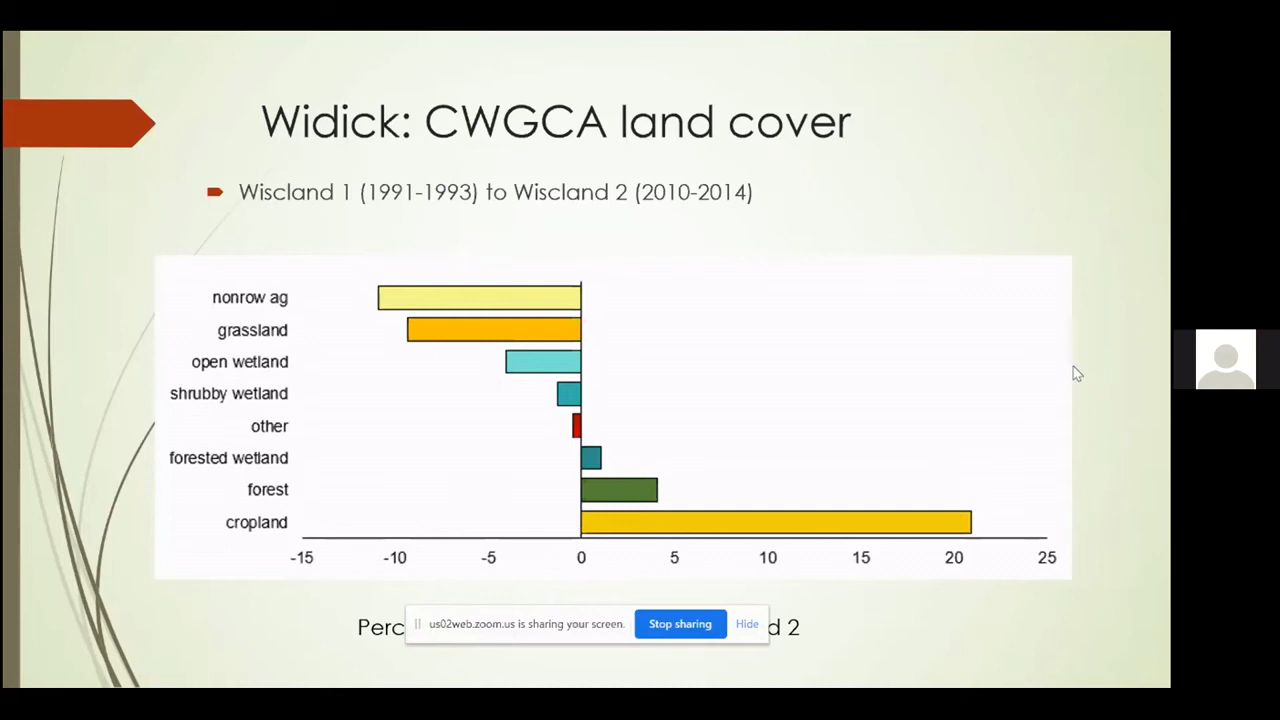 Widick: CWGCA land cover
Wiscland 1 (1991-1993) to Wiscland 2 (2010-2014)
nonrow ag
grassland
open wetland
shrubby wetland
other
forested wetland
forest
cropland
-15 -10 -5 0 5 10 15 20 25
us02web.zoom.us is sharing your screen. Stop sharing Hide
2